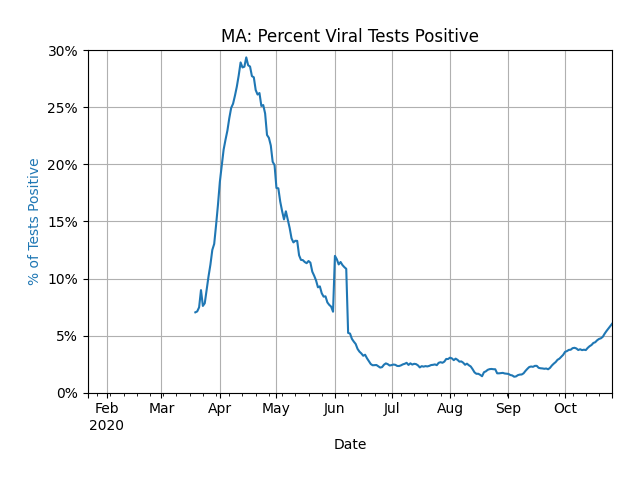 MA: Percent Viral Tests Positive
30%
25%
20%
15%
10%
5%
0%
% of Tests Positive
Feb Mar Apr May Jun Jul Aug Sep Oct
2020
Date